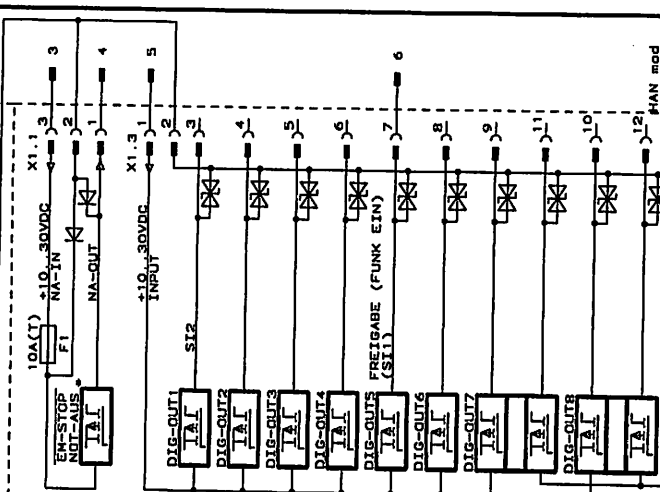 3
4
5
6
X1.1
3
2
1
X1.3
1
2
3
4
5
6
7
8
9
11
10
12
HAN mod
+10..30VDC
NA-IN
NA-OUT
+10..30VDC
INPUT
10A(T)
F1
EM-STOP
NOT-AUS
SI2
FREIGABE (FUNK EIN)
(SI1)
DIG-OUT1
DIG-OUT2
DIG-OUT3
DIG-OUT4
DIG-OUT5
DIG-OUT6
DIG-OUT7
DIG-OUT8